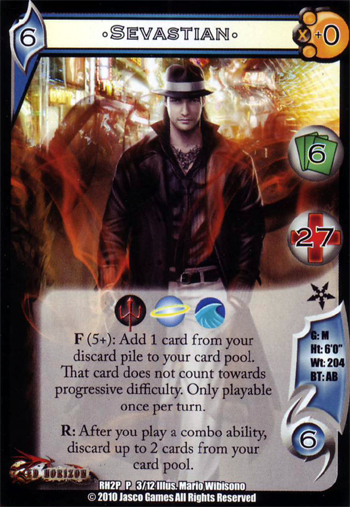 6
·SEVASTIAN·
X +0
6
27
G: M
Ht: 6'0"
Wt: 204
BT: AB
F (5+): Add 1 card from your
discard pile to your card pool.
That card does not count towards
progressive difficulty. Only playable
once per turn.
R: After you play a combo ability,
discard up to 2 cards from your
card pool.
6
RED HORIZON
RH2P P 3/12 Illus. Mario Wibisono
© 2010 Jasco Games All Rights Reserved